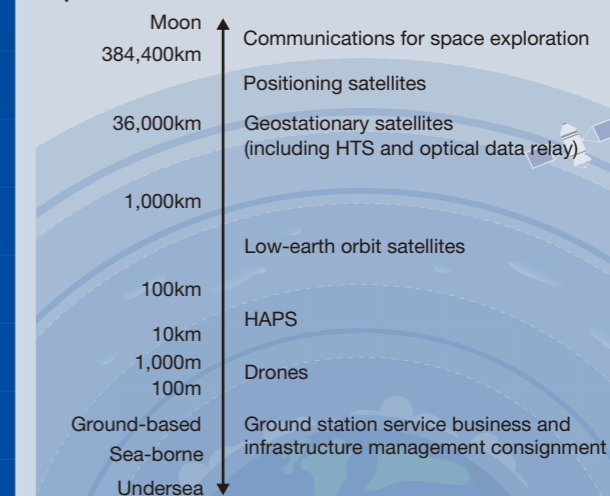 Moon
384,400km
Communications for space exploration
Positioning satellites
36,000km
Geostationary satellites
(including HTS and optical data relay)
1,000km
Low-earth orbit satellites
100km
HAPS
10km
1,000m
Drones
100m
Ground-based
Ground station service business and
infrastructure management consignment
Sea-borne
Undersea